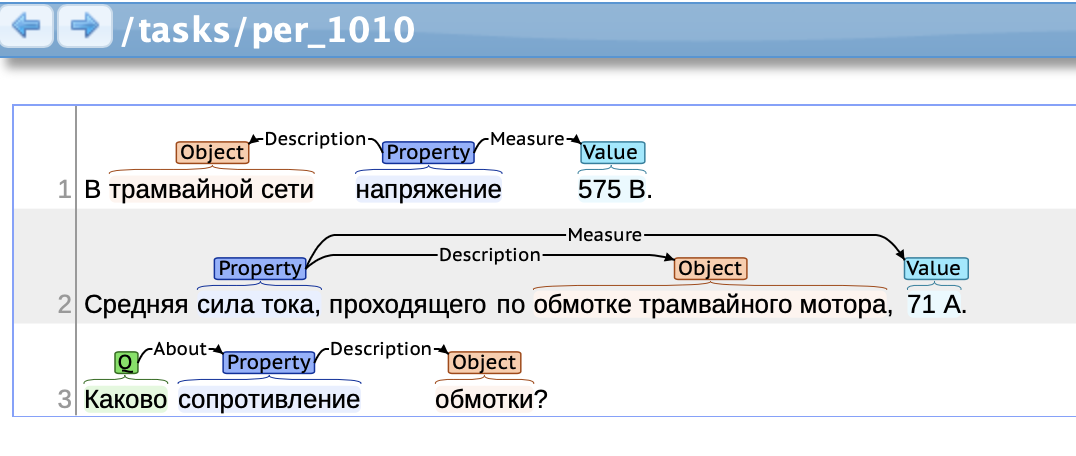 /tasks/per_1010
Object Description Property Measure Value
1 В трамвайной сети напряжение 575 В.
Measure
Description
Property Object Value
2 Средняя сила тока, проходящего по обмотке трамвайного мотора, 71 А.
Q About Property Description Object
3 Каково сопротивление обмотки?